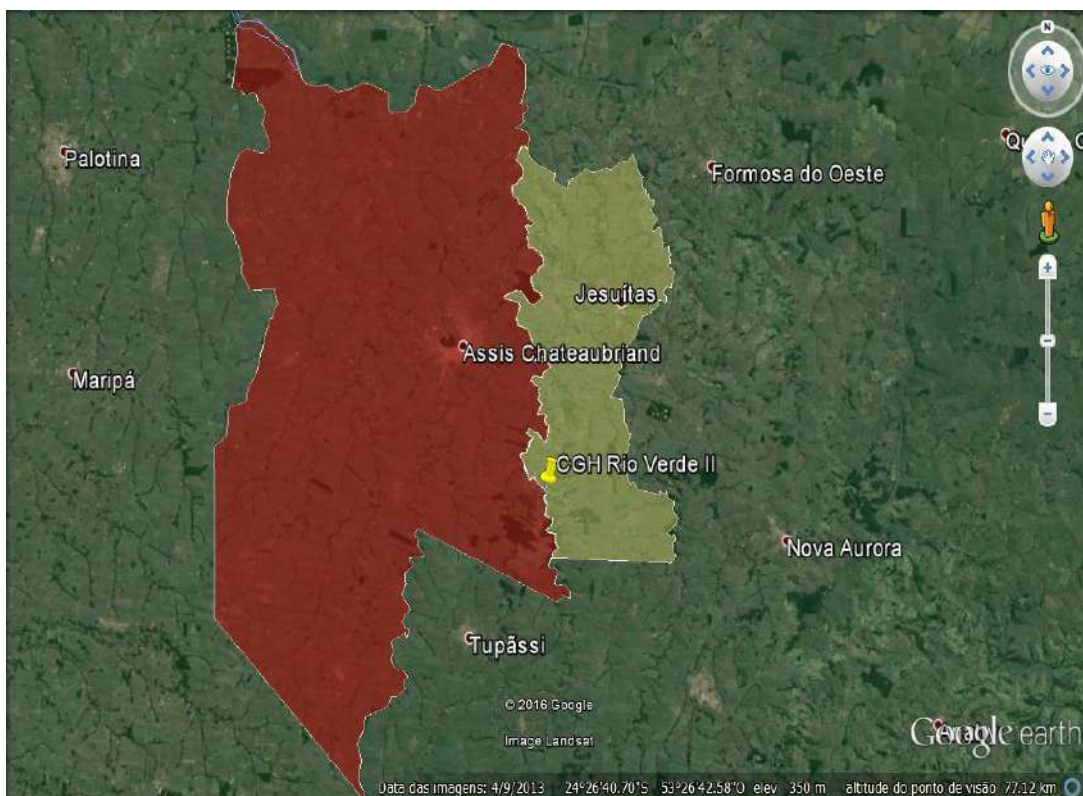 N
Palotina
Formosa do Oeste
Jesuítas
Assis Chateaubriand
Maripá
CGH Rio Verde II
Nova Aurora
Tupãssi
© 2016 Google
Image Landsat
Google earth
Data das imagens: 4/9/2013 24°26'40.70"S 53°26'42.58"O elev 350 m altitude do ponto de visão 77.12 km